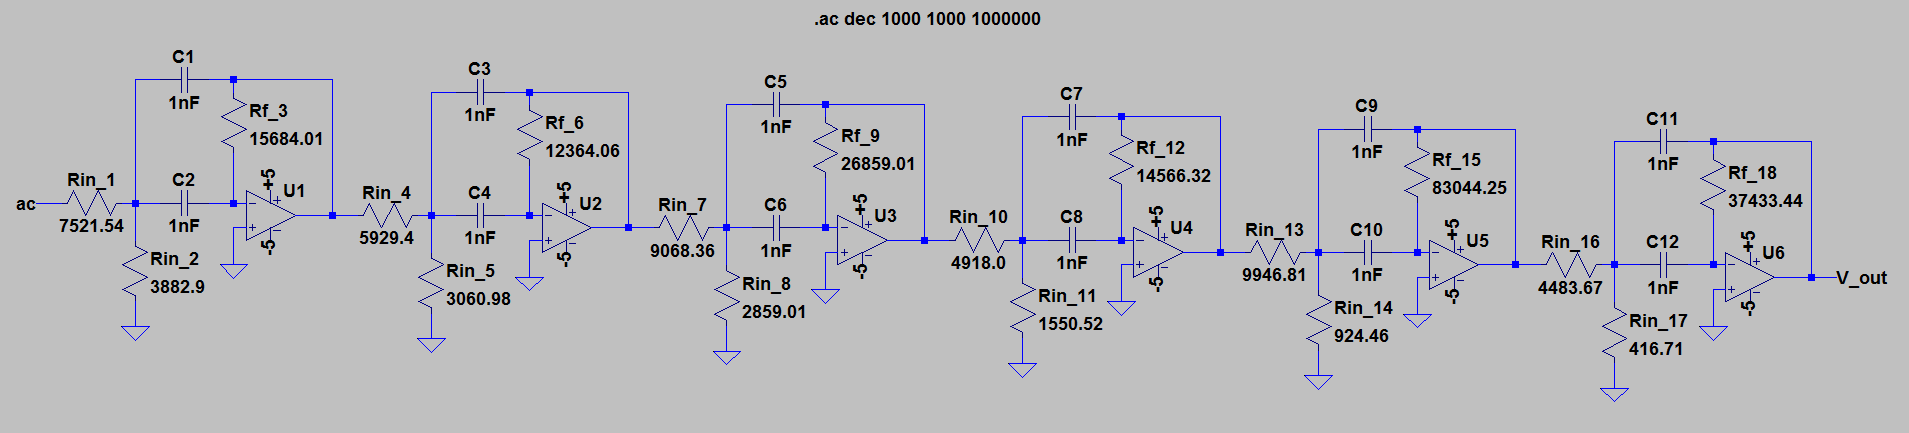 .ac dec 1000 1000 1000000
C1
1nF
Rf_3
15684.01
Rin_1
7521.54
ac
C2
1nF
+5
U1
-5
Rin_2
3882.9
C3
1nF
Rf_6
12364.06
Rin_4
5929.4
C4
1nF
+5
U2
-5
Rin_5
3060.98
C5
1nF
Rf_9
26859.01
Rin_7
9068.36
C6
1nF
+5
U3
-5
Rin_8
2859.01
C7
1nF
Rf_12
14566.32
Rin_10
4918.0
C8
1nF
+5
U4
-5
Rin_11
1550.52
C9
1nF
Rf_15
83044.25
Rin_13
9946.81
C10
1nF
+5
U5
-5
Rin_14
924.46
C11
1nF
Rf_18
37433.44
Rin_16
4483.67
C12
1nF
+5
U6
-5
Rin_17
416.71
V_out